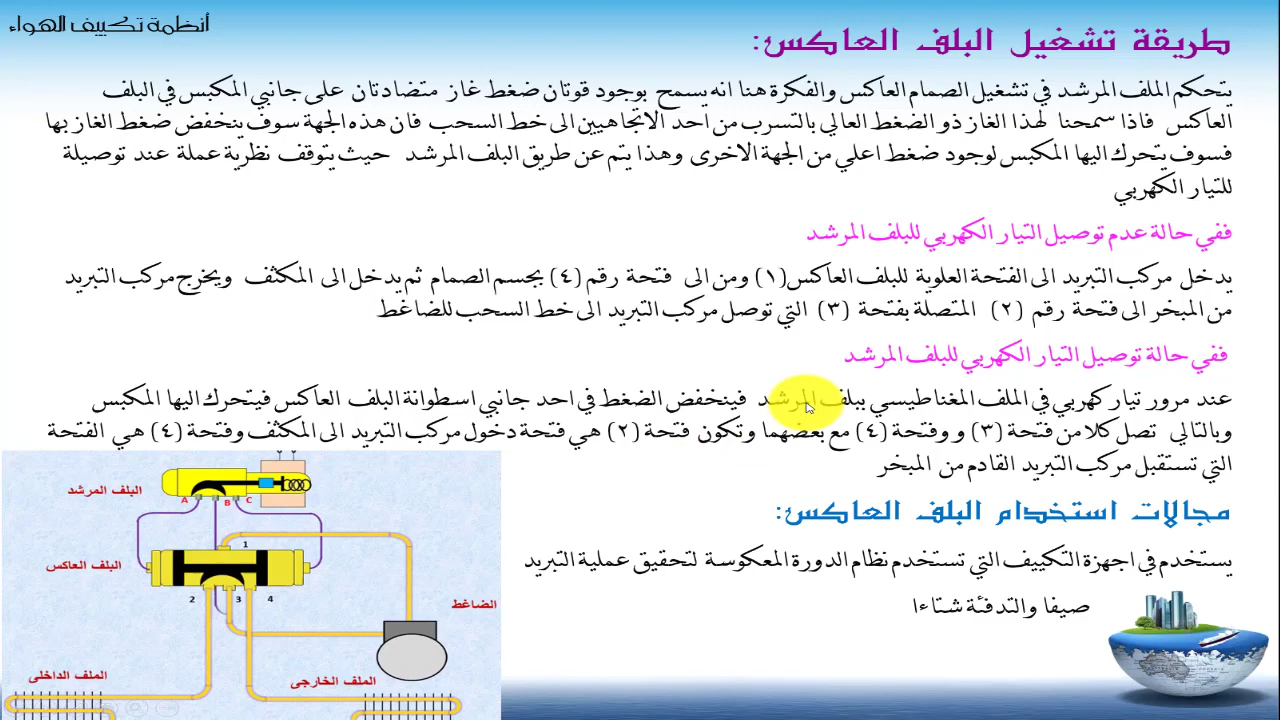 أنظمة تكييف الهواء
طريقة تشغيل البلف العاكس:
يتحكم الملف المرشد في تشغيل الصمام العاكس والفكرة هنا انه يسمح بوجود قوتان ضغط غاز متضادتان على جانبي المكبس في البلف
العاكس فاذا سمحنا لهذا الغاز ذو الضغط العالي بالتسرب من احد الاتجاهيين الى خط السحب فان هذه الجهة سوف ينخفض ضغط الغاز بها
فسوف يتحرك اليها المكبس لوجود ضغط اعلي من الجهة الاخرى وهذا يتم عن طريق البلف المرشد حيث يتوقف نظرية عملة عند توصيلة
للتيار الكهربي
ففي حالة عدم توصيل التيار الكهربي للبلف المرشد
يدخل مركب التبريد الى الفتحة العلوية للبلف العاكس(١) ومن الى فتحة رقم (٤) بجسم الصمام ثم يدخل الى المكثف ويخرج مركب التبريد
من المبخر الى فتحة رقم (٢) المتصلة بفتحة (٣) التي توصل مركب التبريد الى خط السحب للضاغط
ففي حالة توصيل التيار الكهربي للبلف المرشد
عند مرور تيار كهربي في الملف المغناطيسي ببلف المرشد فينخفض الضغط في احد جانبي اسطوانة البلف العاكس فيتحرك اليها المكبس
وبالتالي تصل كلا من فتحة (٣) و وفتحة (٤) مع بعضهما وتكون فتحة (٢) هي فتحة دخول مركب التبريد الى المكثف وفتحة (٤) هي الفتحة
التي تستقبل مركب التبريد القادم من المبخر
مجالات استخدام البلف العاكس:
يستخدم في اجهزة التكييف التي تستخدم نظام الدورة المعكوسة لتحقيق عملية التبريد
صيفا والتدفئة شتاءا
البلف المرشد
A B C
1
البلف العاكس
2 3 4
الضاغط
الملف الداخلى
الملف الخارجى